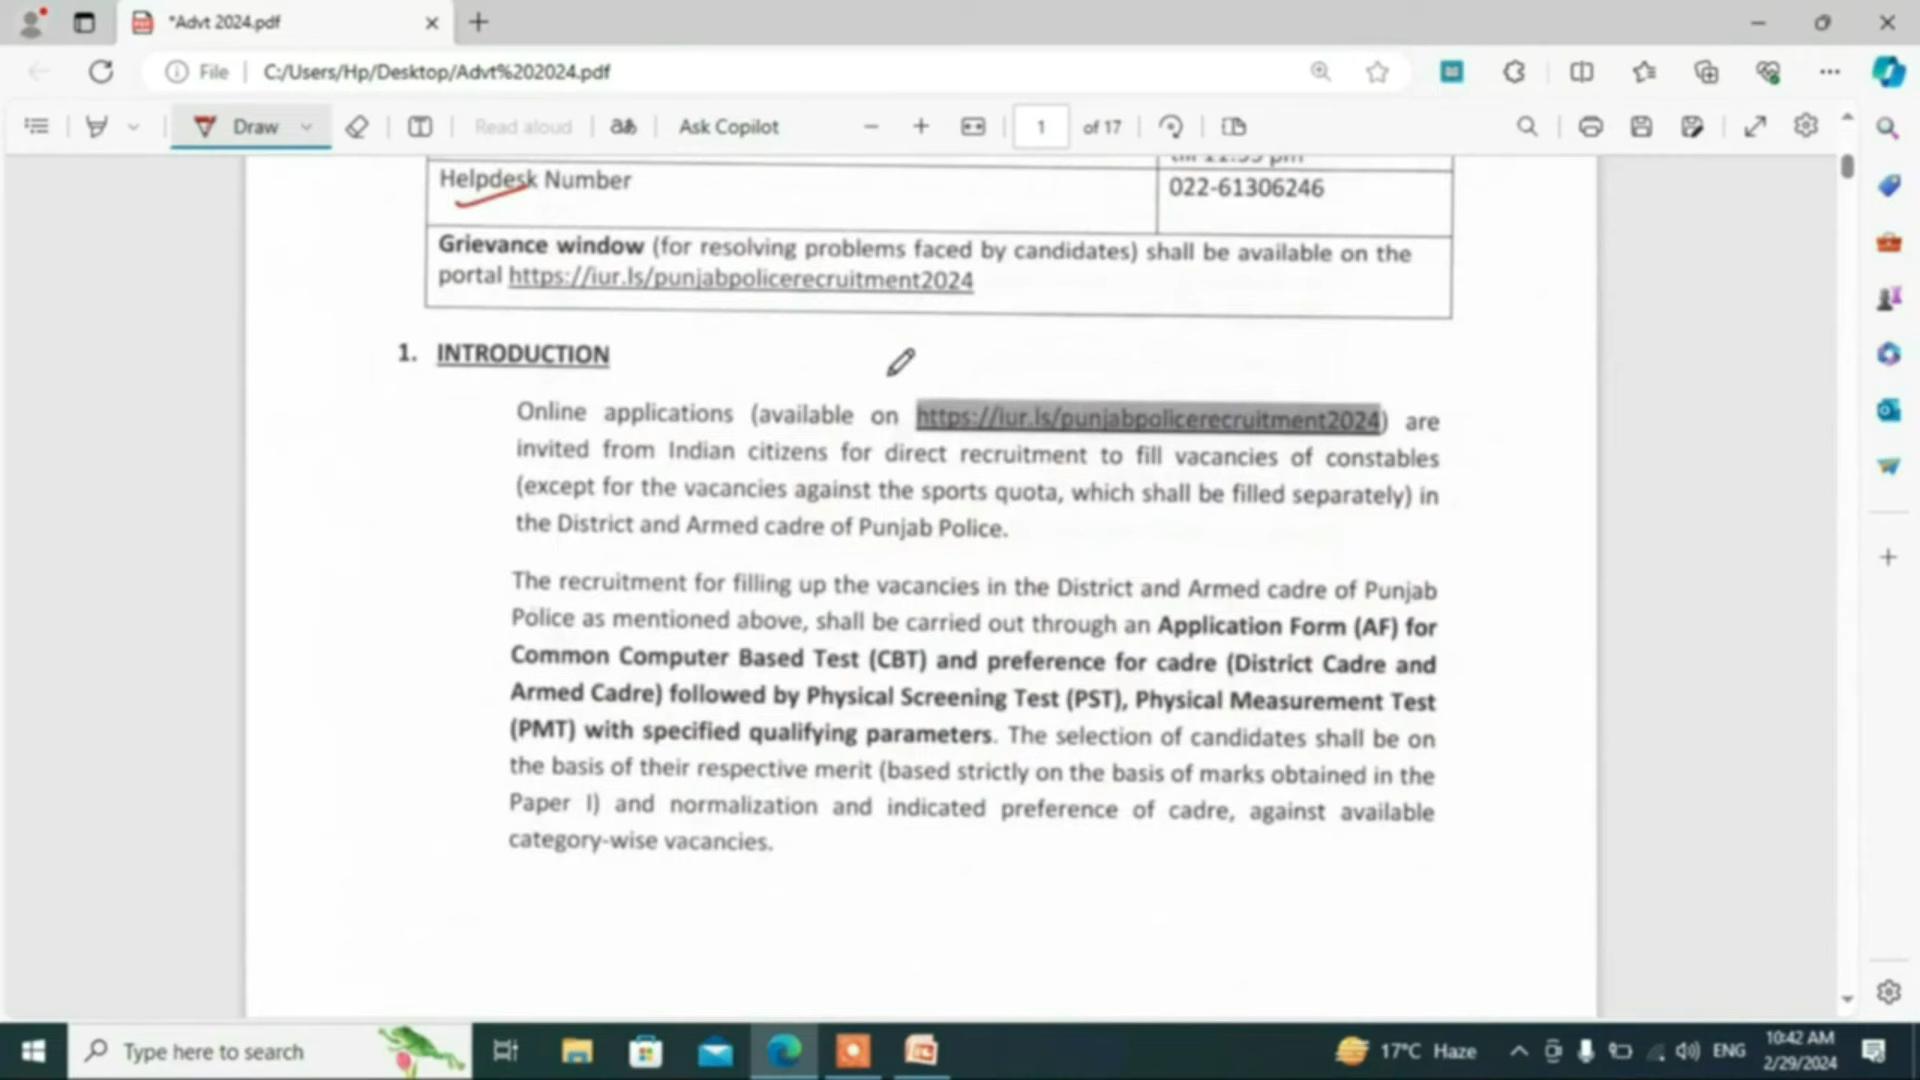 *Advt 2024.pdf
File C:/Users/Hp/Desktop/Advt%202024.pdf
Draw Read aloud Ask Copilot 1 of 17
Helpdesk Number 022-61306246
Grievance window (for resolving problems faced by candidates) shall be available on the
portal https://iur.ls/punjabpolicerecruitment2024
1. INTRODUCTION
Online applications (available on https://iur.ls/punjabpolicerecruitment2024) are
invited from Indian citizens for direct recruitment to fill vacancies of constables
(except for the vacancies against the sports quota, which shall be filled separately) in
the District and Armed cadre of Punjab Police.
The recruitment for filling up the vacancies in the District and Armed cadre of Punjab
Police as mentioned above, shall be carried out through an Application Form (AF) for
Common Computer Based Test (CBT) and preference for cadre (District Cadre and
Armed Cadre) followed by Physical Screening Test (PST), Physical Measurement Test
(PMT) with specified qualifying parameters. The selection of candidates shall be on
the basis of their respective merit (based strictly on the basis of marks obtained in the
Paper I) and normalization and indicated preference of cadre, against available
category-wise vacancies.
Type here to search 17°C Haze ENG 10:42 AM
2/29/2024